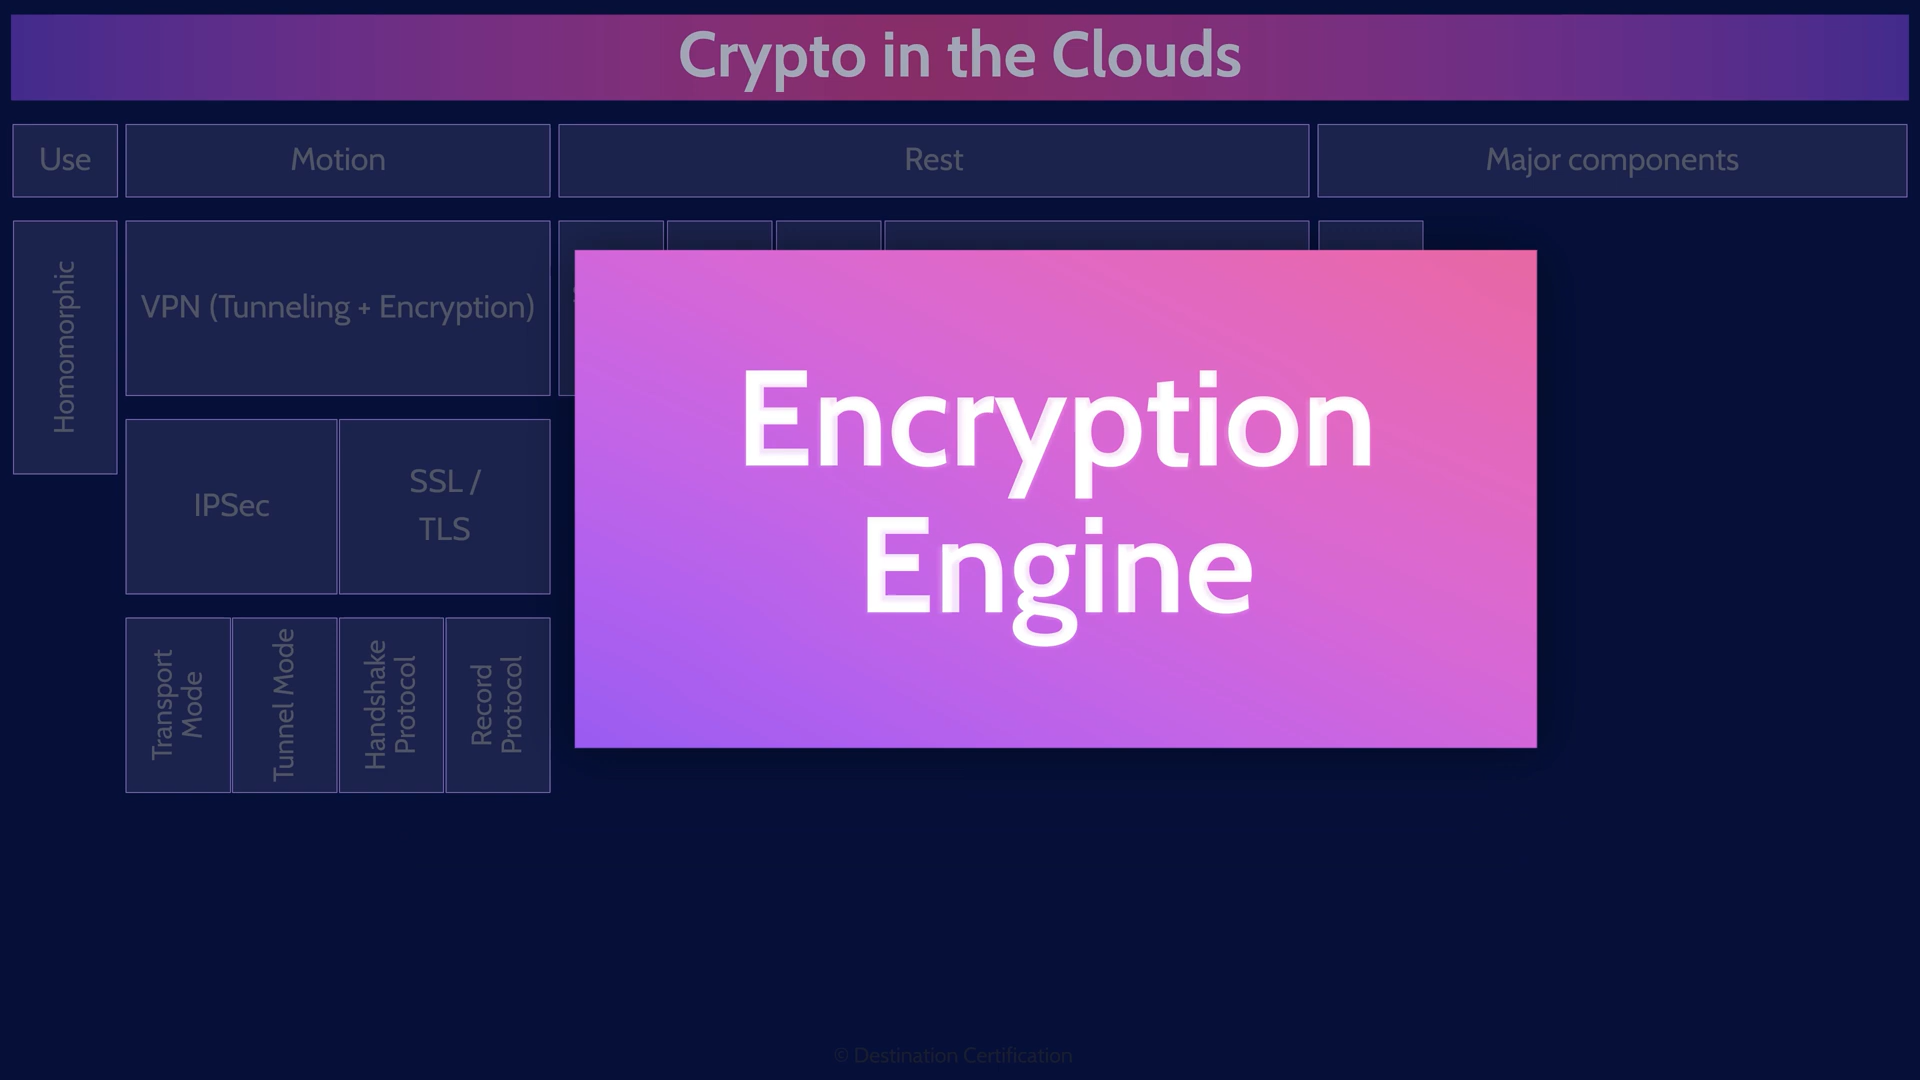 Crypto in the Clouds
Use
Motion
Rest
Major components
Homomorphic
VPN (Tunneling + Encryption)
Encryption
Engine
IPSec
SSL /
TLS
Transport
Mode
Tunnel Mode
Handshake
Protocol
Record
Protocol
© Destination Certification